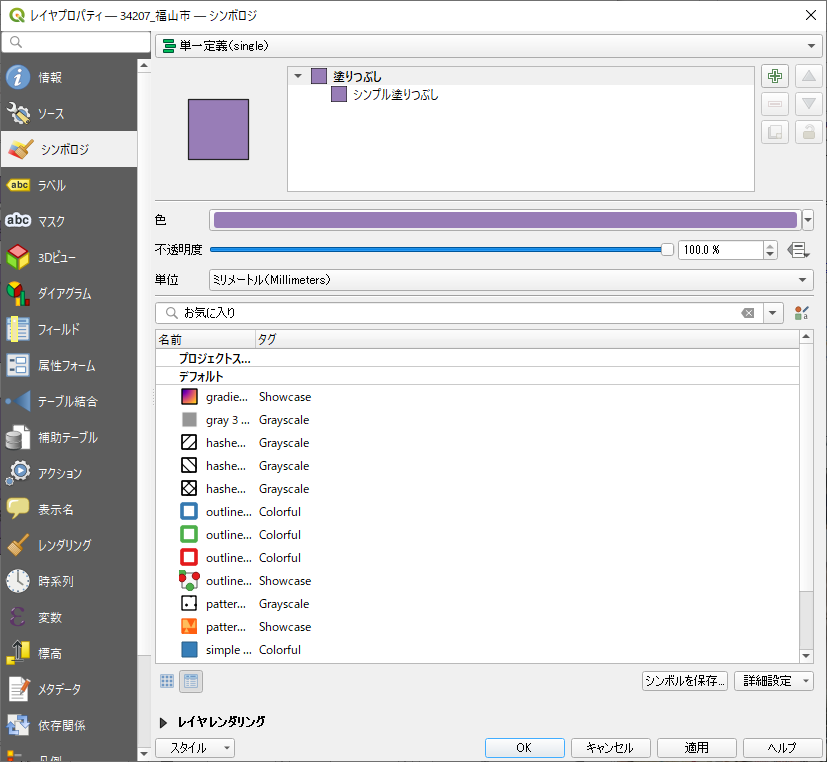 レイヤプロパティ — 34207_福山市 — シンボロジ
単一定義(single)
情報
ソース
シンボロジ
ラベル
マスク
3Dビュー
ダイアグラム
フィールド
属性フォーム
テーブル結合
補助テーブル
アクション
表示名
レンダリング
時系列
変数
標高
メタデータ
依存関係
凡例
abc
abc
塗りつぶし
シンプル塗りつぶし
色
不透明度 100.0 %
単位 ミリメートル(Millimeters)
お気に入り
名前 タグ
プロジェクトス...
デフォルト
gradie... Showcase
gray 3 ... Grayscale
hashe... Grayscale
hashe... Grayscale
hashe... Grayscale
outline... Colorful
outline... Colorful
outline... Colorful
outline... Showcase
patter... Grayscale
patter... Showcase
simple ... Colorful
シンボルを保存... 詳細設定
レイヤレンダリング
スタイル OK キャンセル 適用 ヘルプ